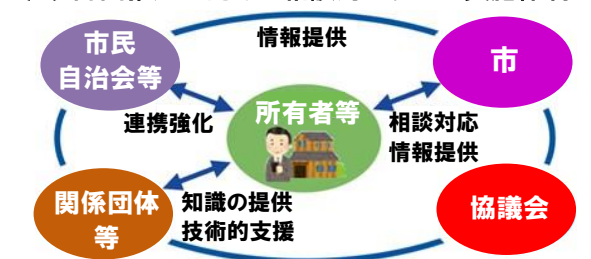 情報提供
市民
自治会等
市
所有者等
連携強化
相談対応
情報提供
関係団体
等
知識の提供
技術的支援
協議会